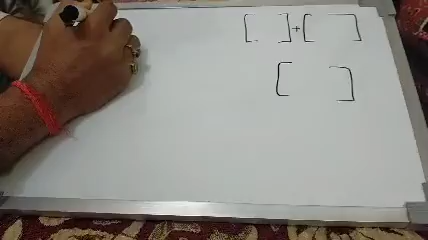 [ ] + [ ]
[ ]